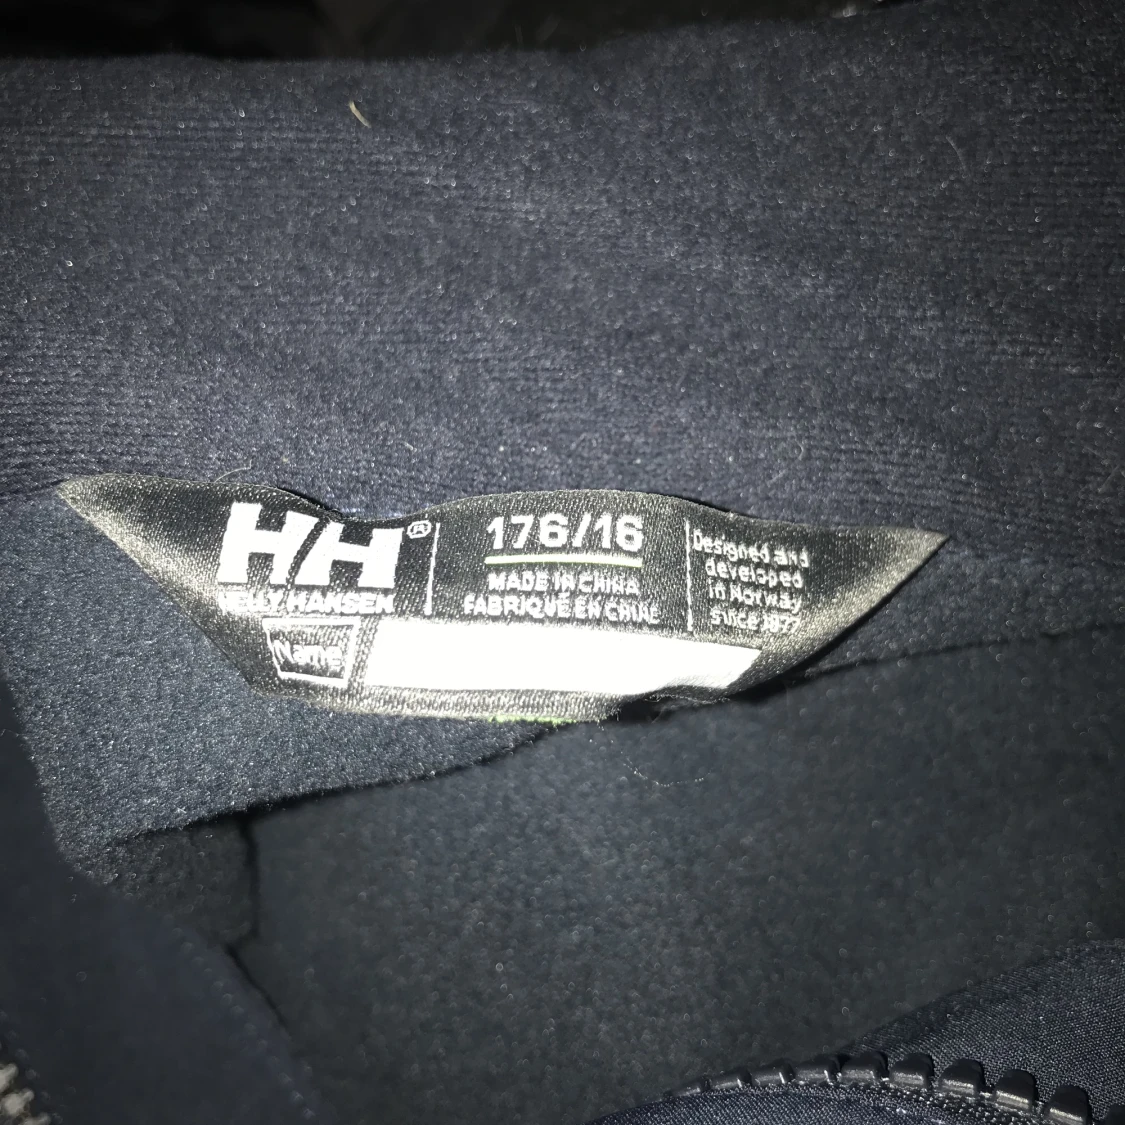 HH®
HELLY HANSEN
176/16
MADE IN CHINA
FABRIQUÉ EN CHINE
Designed and
developed
in Norway
since 1877
Name